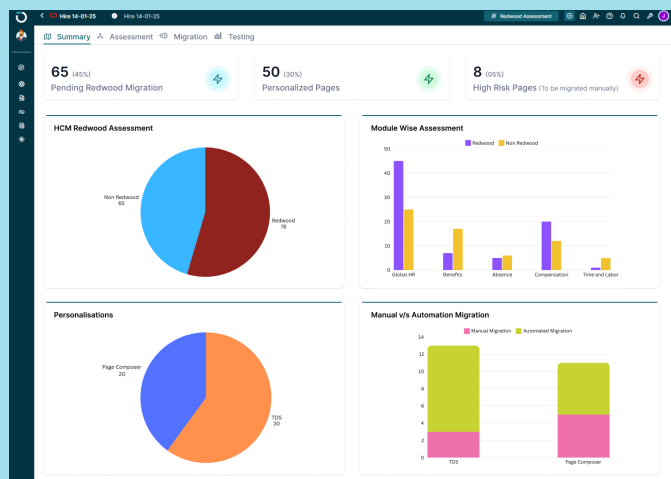 Hire 14-01-25 Hire 14-01-25 Redwood Assessment
Summary Assessment Migration Testing
65 (45%)
Pending Redwood Migration
50 (30%)
Personalized Pages
8 (05%)
High Risk Pages (To be migrated manually)
HCM Redwood Assessment
Non Redwood
65
Redwood
78
Module Wise Assessment
Redwood Non Redwood
50
40
30
20
10
0
Global HR Benefits Absence Compensation Time and Labor
Personalisations
Page Composer
20
TDS
30
Manual v/s Automation Migration
Manual Migration Automated Migration
14
12
10
8
6
4
2
0
TDS Page Composer